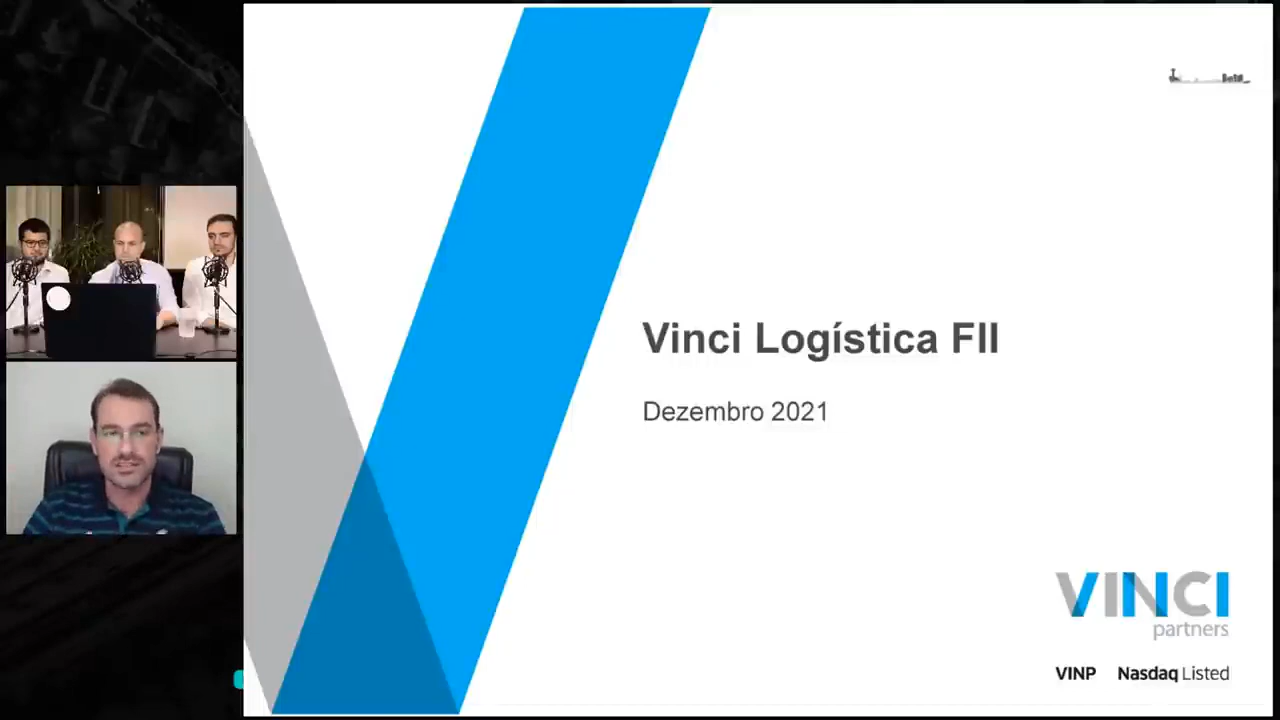 Vinci Logística FII
Dezembro 2021
VINCI
partners
VINP Nasdaq Listed